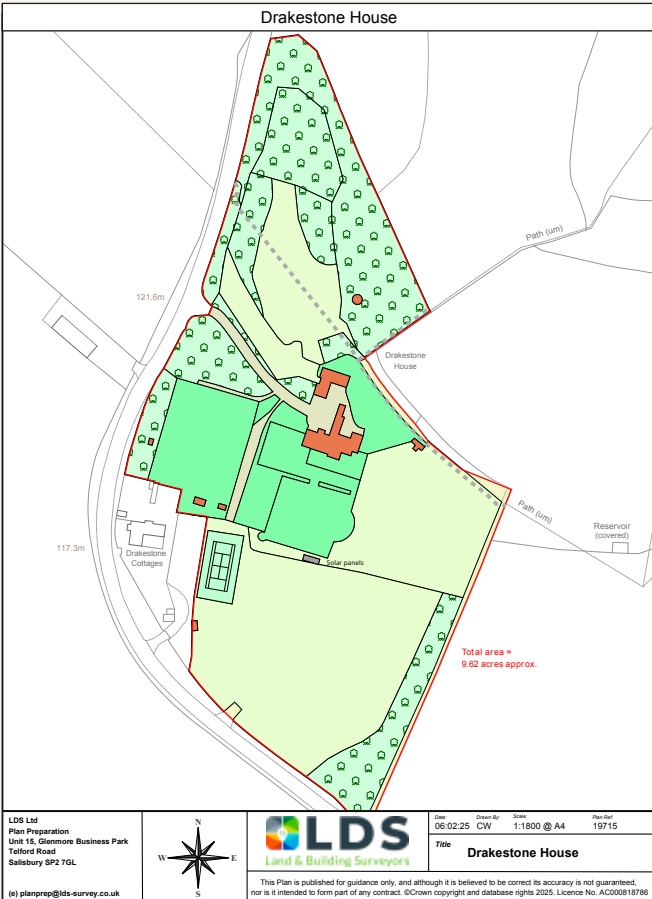 Drakestone House
Path (um)
121.6m
Drakestone
House
Path (um)
Reservoir
(covered)
117.3m
Drakestone
Cottages
Solar panels
Total area =
9.62 acres approx.
LDS Ltd
Plan Preparation
Unit 15, Glenmore Business Park
Telford Road
Salisbury SP2 7GL
(e) planprep@lds-survey.co.uk
N
W
E
S
LDS
Land & Building Surveyors
Date: Drawn By: Scale: Plan Ref:
06:02:25 CW 1:1800 @ A4 19715
Title
Drakestone House
This Plan is published for guidance only, and although it is believed to be correct its accuracy is not guaranteed,
nor is it intended to form part of any contract. ©Crown copyright and database rights 2025. Licence No. AC000818786